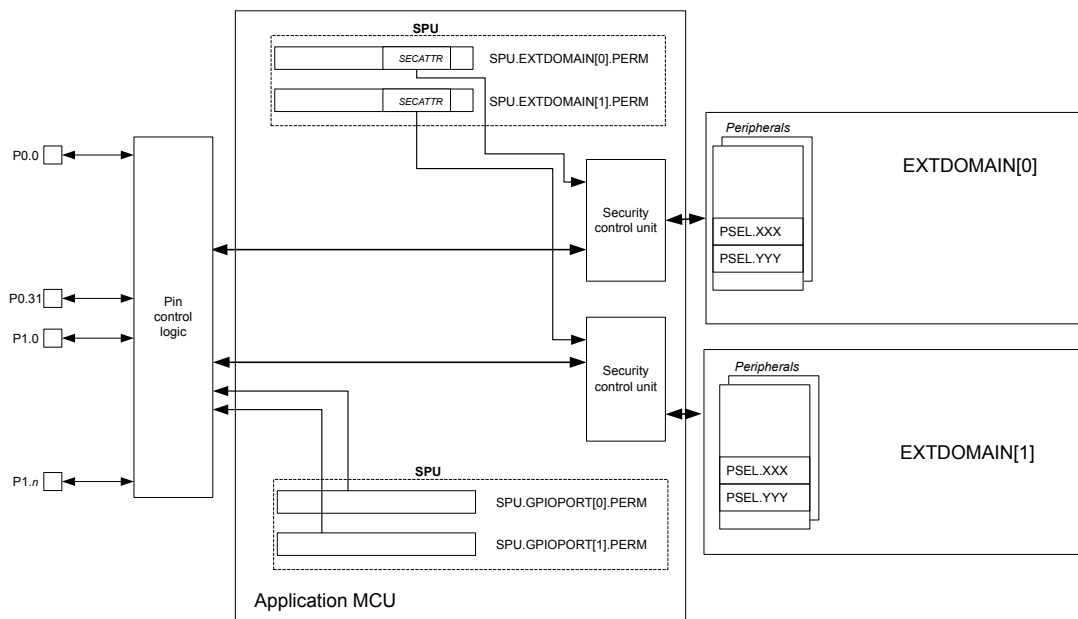 SPU
SECATTR
SPU.EXTDOMAIN[0].PERM
SECATTR
SPU.EXTDOMAIN[1].PERM
P0.0
P0.31
P1.0
P1.n
Pin
control
logic
Security
control unit
Security
control unit
Peripherals
EXTDOMAIN[0]
PSEL.XXX
PSEL.YYY
Peripherals
EXTDOMAIN[1]
PSEL.XXX
PSEL.YYY
SPU
SPU.GPIOPORT[0].PERM
SPU.GPIOPORT[1].PERM
Application MCU